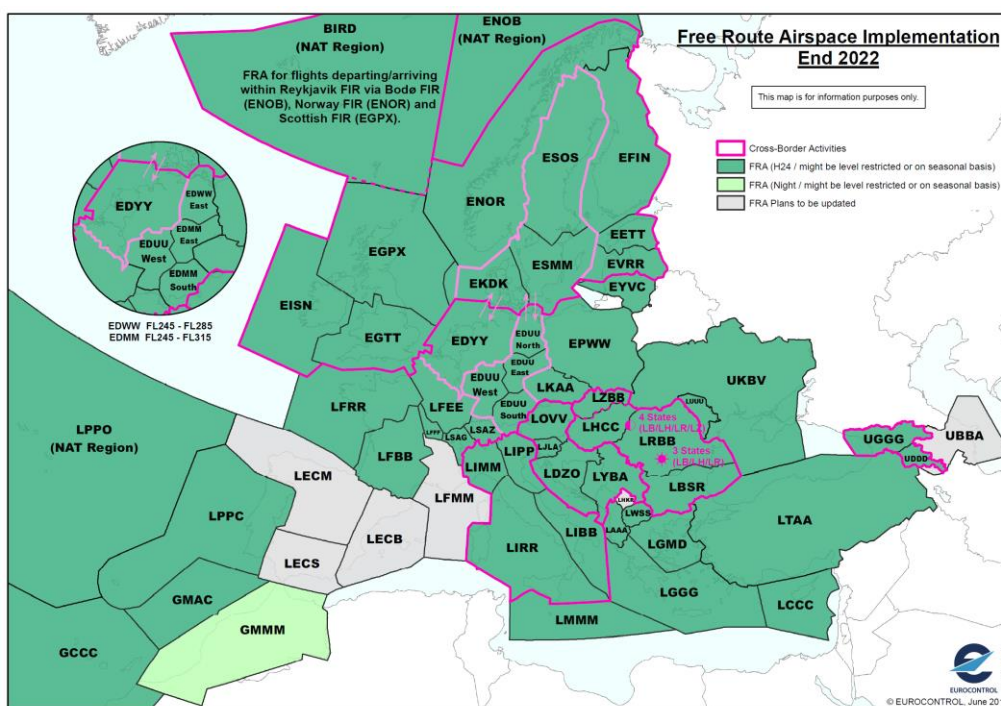 Free Route Airspace Implementation
End 2022
This map is for information purposes only.
Cross-Border Activities
FRA (H24 / might be level restricted or on seasonal basis)
FRA (Night / might be level restricted or on seasonal basis)
FRA Plans to be updated
BIRD
(NAT Region)
ENOB
(NAT Region)
FRA for flights departing/arriving
within Reykjavik FIR via Bodø FIR
(ENOB), Norway FIR (ENOR) and
Scottish FIR (EGPX).
EDYY
EDWW
East
EDMM
East
EDUU
West
EDMM
South
EDWW FL245 - FL285
EDMM FL245 - FL315
ESOS
EFIN
ENOR
EETT
EGPX
EVRR
ESMM
EKDK
EYVC
EISN
EGTT
EDYY
EDUU
North
EPWW
EDUU
East
EDUU
West
LKAA
UKBV
LFRR
LFEE
EDUU
South
LZBB
LUUU
LOVV
LPPO
(NAT Region)
LFFF
LSAG
LSAZ
LHCC
4 States
(LB/LH/LR/LZ)
LRBB
3 States
(LB/LH/LR)
UGGG
UBBA
UDDD
LFBB
LIMM
LIPP
LJLA
LDZO
LYBA
LBSR
LECM
LFMM
LWSS
LAAA
LPPC
LECB
LIBB
LTAA
LIRR
LGMD
LECS
GMAC
LGGG
LCCC
LMMM
GMMM
GCCC
EUROCONTROL
© EUROCONTROL, June 201